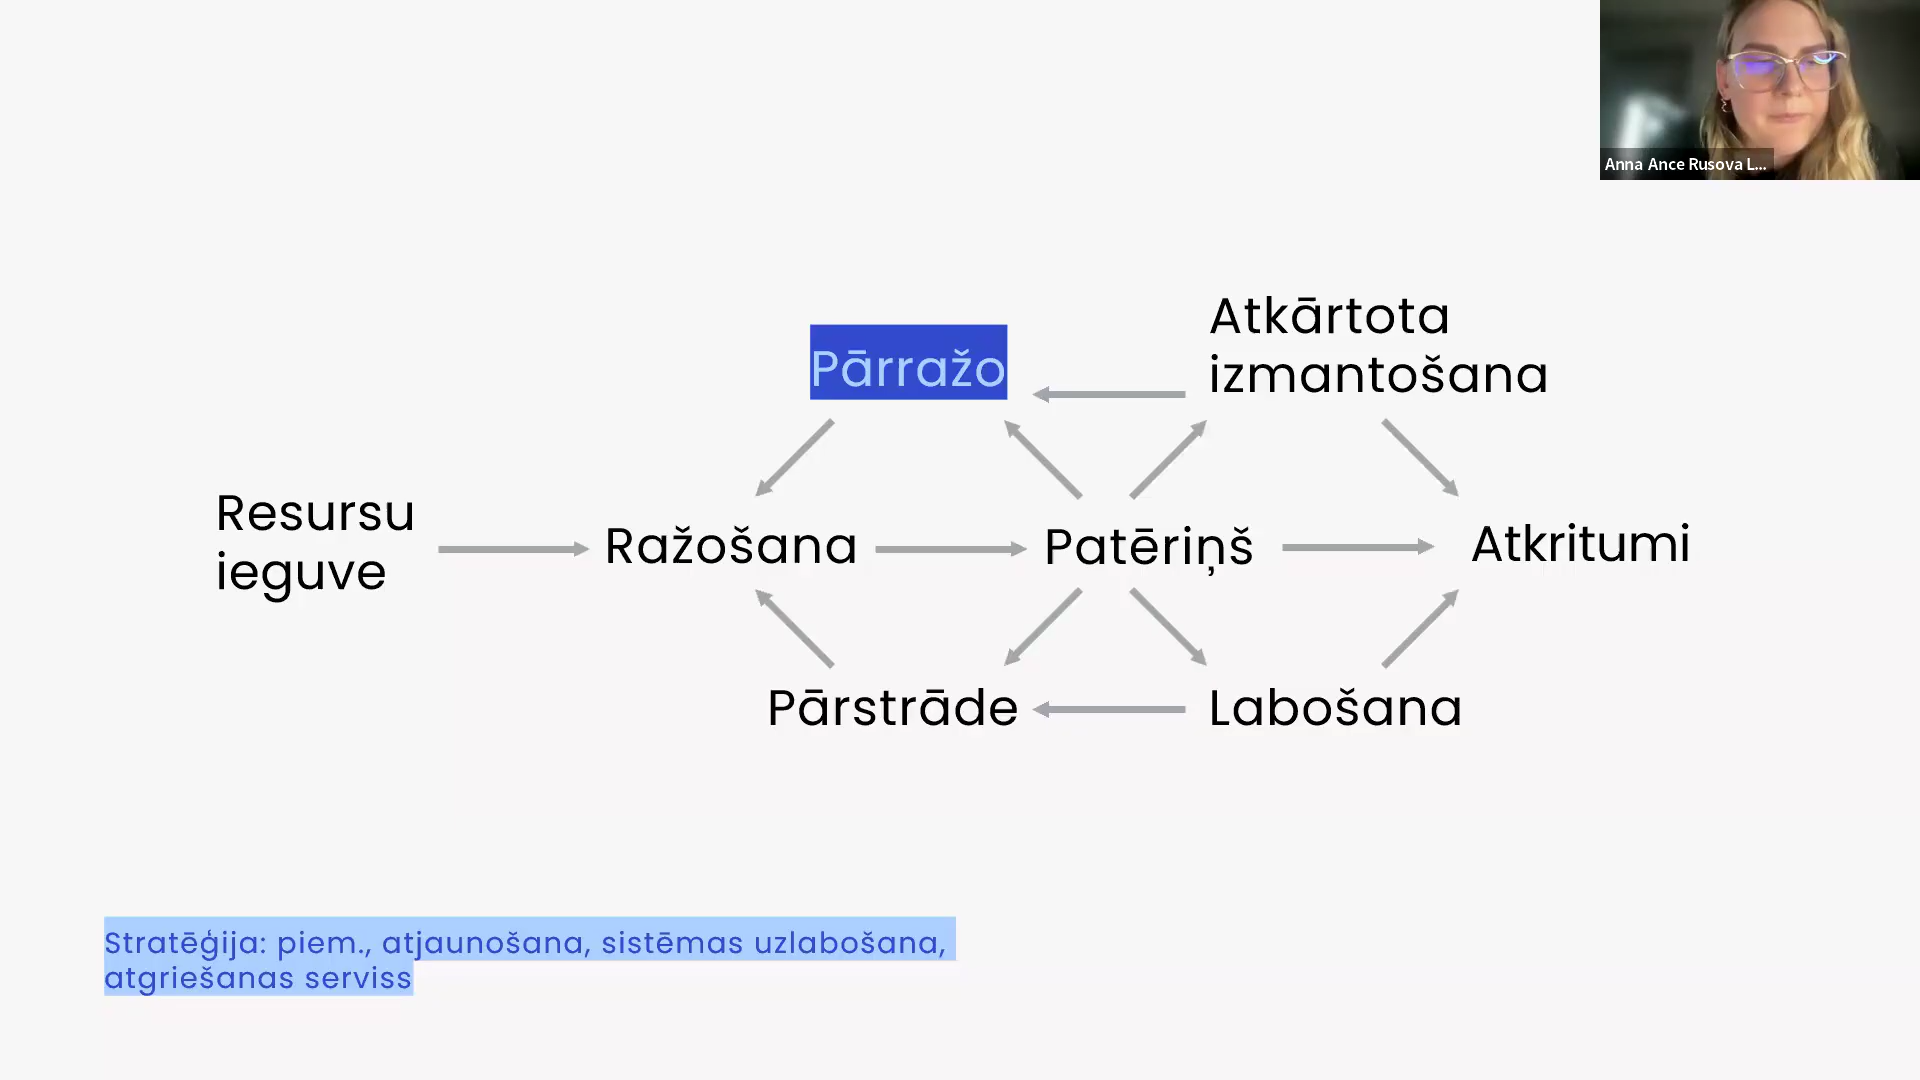 Anna Ance Rusova L...
Atkārtota
izmantošana
Pārražo
Resursu
ieguve
Ražošana
Patēriņš
Atkritumi
Pārstrāde
Labošana
Stratēģija: piem., atjaunošana, sistēmas uzlabošana,
atgriešanas serviss